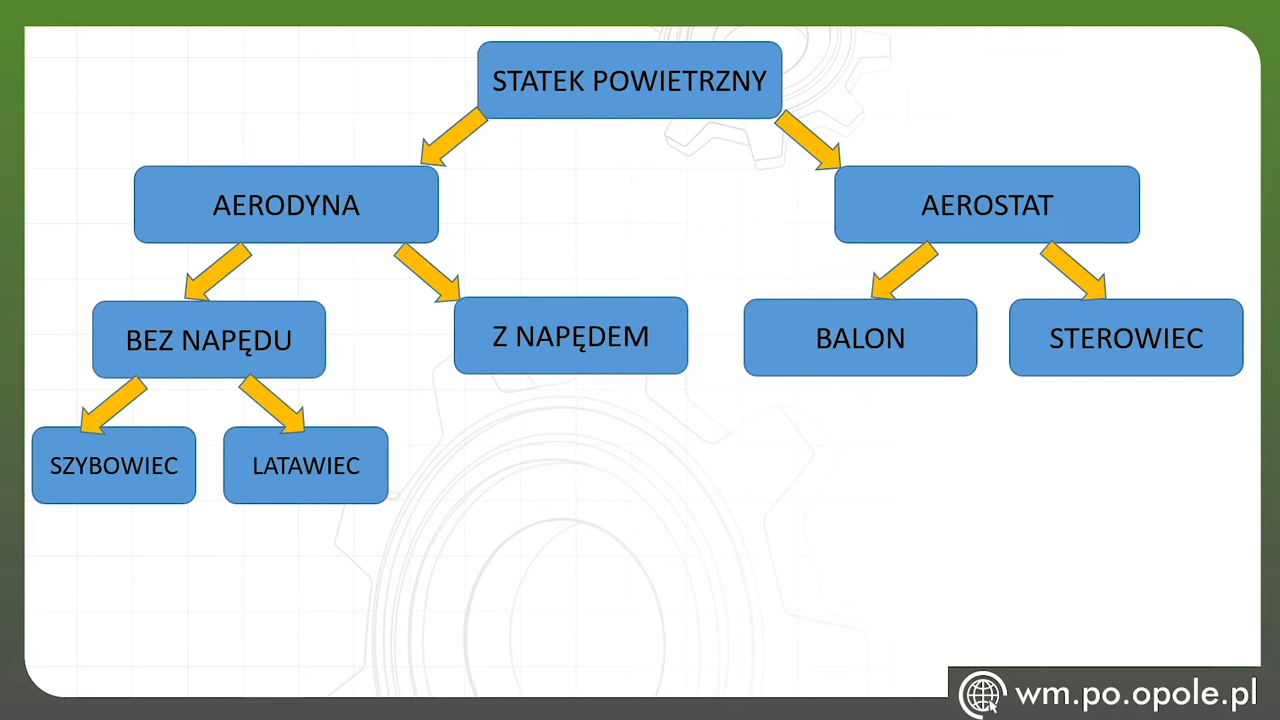 STATEK POWIETRZNY
AERODYNA
AEROSTAT
BEZ NAPĘDU
Z NAPĘDEM
BALON
STEROWIEC
SZYBOWIEC
LATAWIEC
wm.po.opole.pl